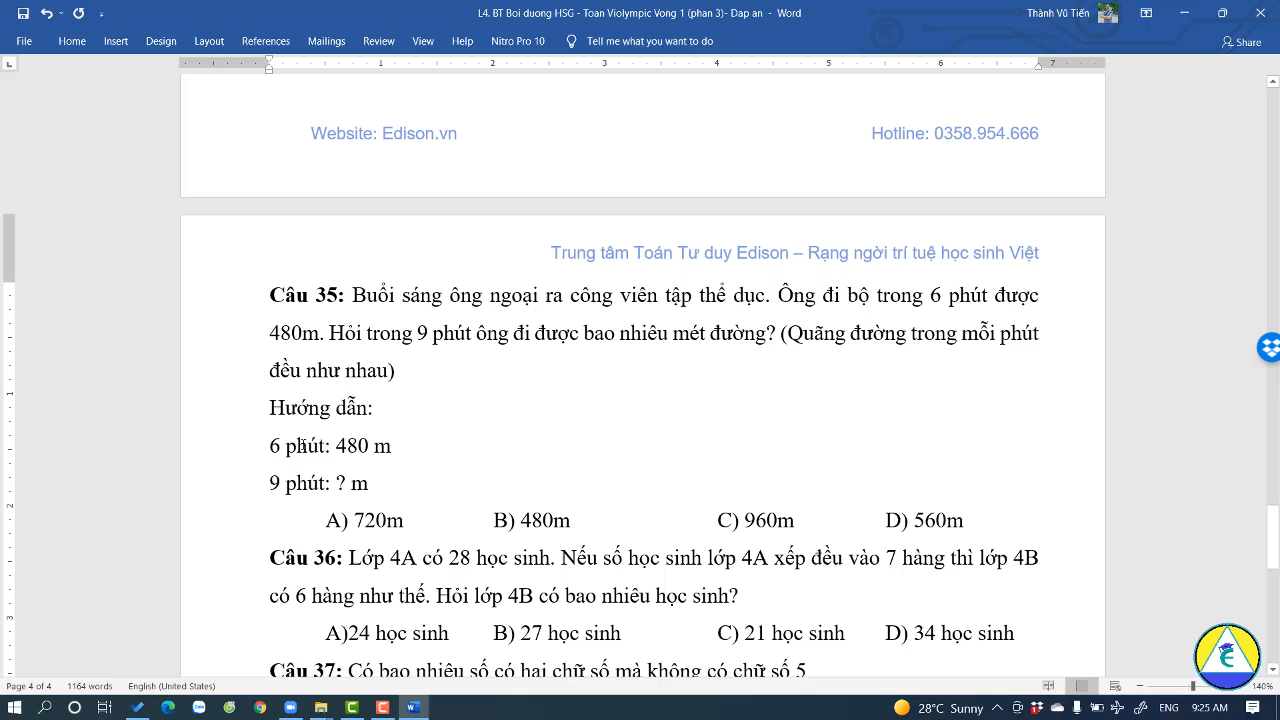 L4. BT Boi duong HSG - Toan Violympic Vong 1 (phan 3)- Dap an - Word
Thành Vũ Tiến
File Home Insert Design Layout References Mailings Review View Help Nitro Pro 10 Tell me what you want to do Share
1 2 3 4 5 6 7
Website: Edison.vn Hotline: 0358.954.666
Trung tâm Toán Tư duy Edison – Rạng ngời trí tuệ học sinh Việt
Câu 35: Buổi sáng ông ngoại ra công viên tập thể dục. Ông đi bộ trong 6 phút được
480m. Hỏi trong 9 phút ông đi được bao nhiêu mét đường? (Quãng đường trong mỗi phút
đều như nhau)
Hướng dẫn:
6 phút: 480 m
9 phút: ? m
A) 720m B) 480m C) 960m D) 560m
Câu 36: Lớp 4A có 28 học sinh. Nếu số học sinh lớp 4A xếp đều vào 7 hàng thì lớp 4B
có 6 hàng như thế. Hỏi lớp 4B có bao nhiêu học sinh?
A)24 học sinh B) 27 học sinh C) 21 học sinh D) 34 học sinh
Câu 37: Có bao nhiêu số có hai chữ số mà không có chữ số 5
Page 4 of 4 1164 words English (United States) 140%
28°C Sunny ENG 9:25 AM